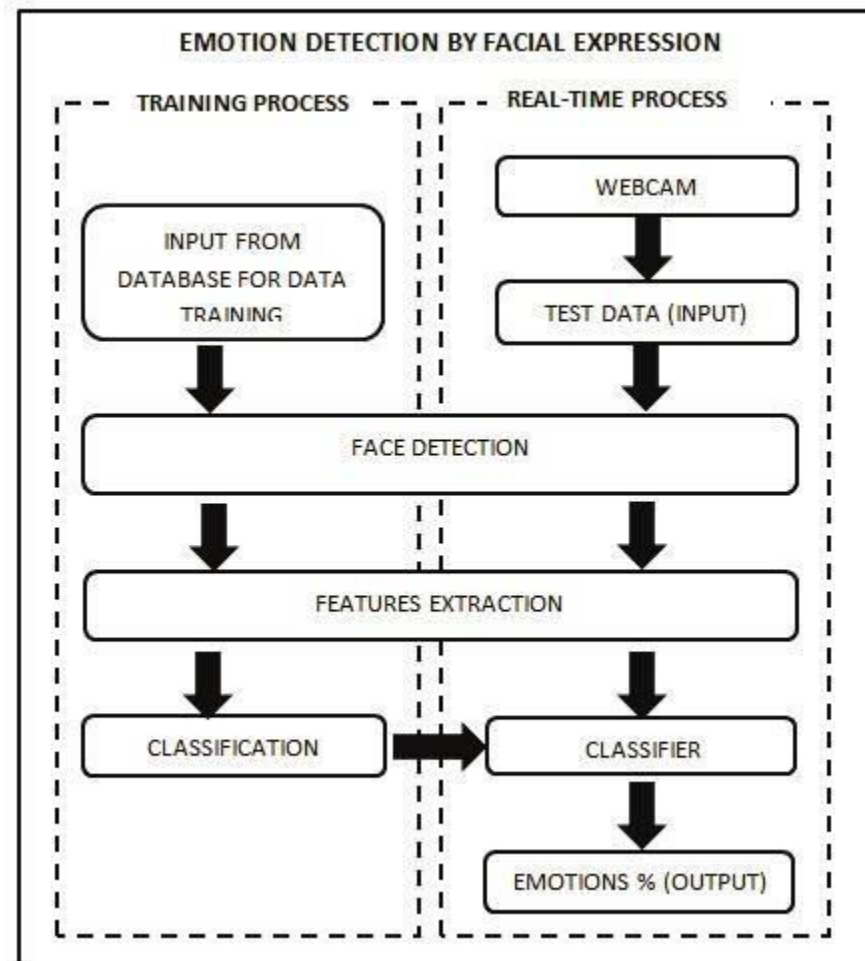 EMOTION DETECTION BY FACIAL EXPRESSION
TRAINING PROCESS
REAL-TIME PROCESS
INPUT FROM
DATABASE FOR DATA
TRAINING
WEBCAM
TEST DATA (INPUT)
FACE DETECTION
FEATURES EXTRACTION
CLASSIFICATION
CLASSIFIER
EMOTIONS % (OUTPUT)